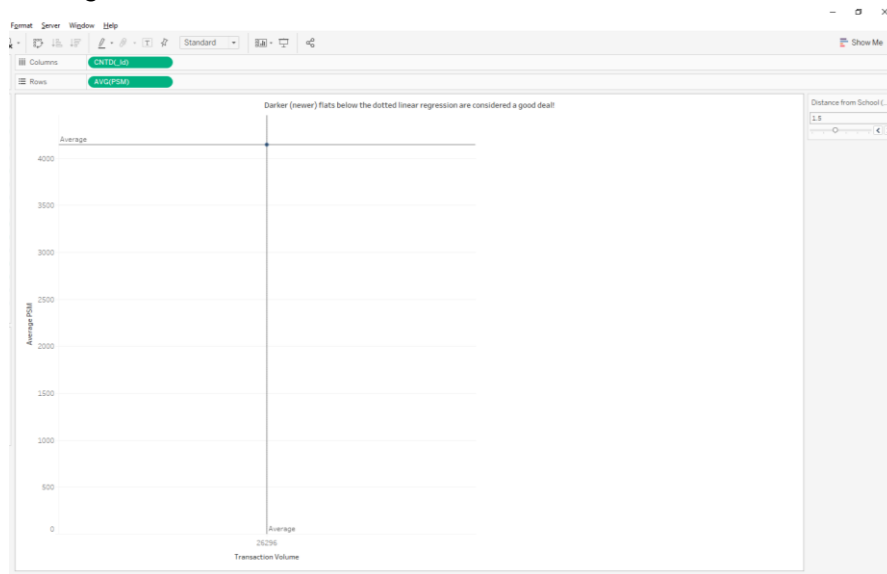 Format Server Window Help
Standard
Show Me
Columns CNTD(_Id)
Rows AVG(PSM)
Darker (newer) flats below the dotted linear regression are considered a good deal!
Distance from School (..
1.5
Average
4000
3500
3000
2500
2000
1500
1000
500
0
Average PSM
Average
26296
Transaction Volume